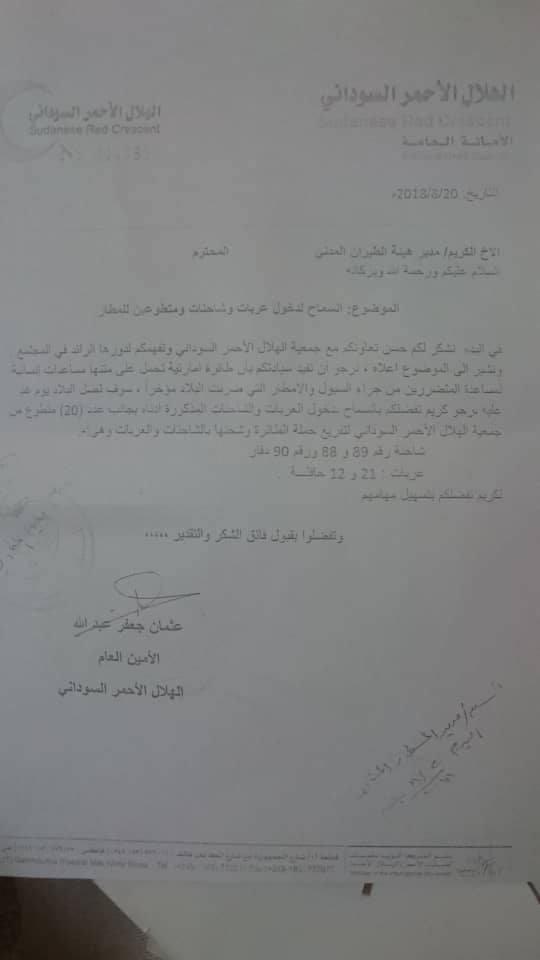 الهلال الأحمر السوداني
Sudanese Red Crescent
الأمانة العامة
الهلال الأحمر السوداني
Sudanese Red Crescent
التاريخ: 2018/8/20م
الاخ الكريم/ مدير هيئة الطيران المدني المحترم
السلام عليكم ورحمة الله وبركاته
الموضوع: السماح لدخول عربات وشاحنات ومتطوعين للمطار
في البدء نشكر لكم حسن تعاونكم مع جمعية الهلال الأحمر السوداني وتفهمكم لدورها الرائد في المجتمع
ونشير الى الموضوع اعلاه ، نرجو أن نفيد سيادتكم بأن طائرة اماراتية تحمل على متنها مساعدات إنسانية
لمساعدة المتضررين من جراء السيول والامطار التي ضربت البلاد مؤخراً ، سوف تصل البلاد يوم غد
عليه نرجو كريم تفضلكم بالسماح بدخول العربات والشاحنات المذكورة ادناه بجانب عدد (20) متطوع من
جمعية الهلال الأحمر السوداني لتفريغ حملة الطائرة وشحنها بالشاحنات والعربات وهي:
شاحنة رقم 89 و 88 ورقم 90 دفار
عربات : 21 و 12 حافلة .
لكريم تفضلكم بتسهيل مهامهم
وتفضلوا بقبول فائق الشكر والتقدير ،،،،،
عثمان جعفر عبدالله
الأمين العام
الهلال الأحمر السوداني